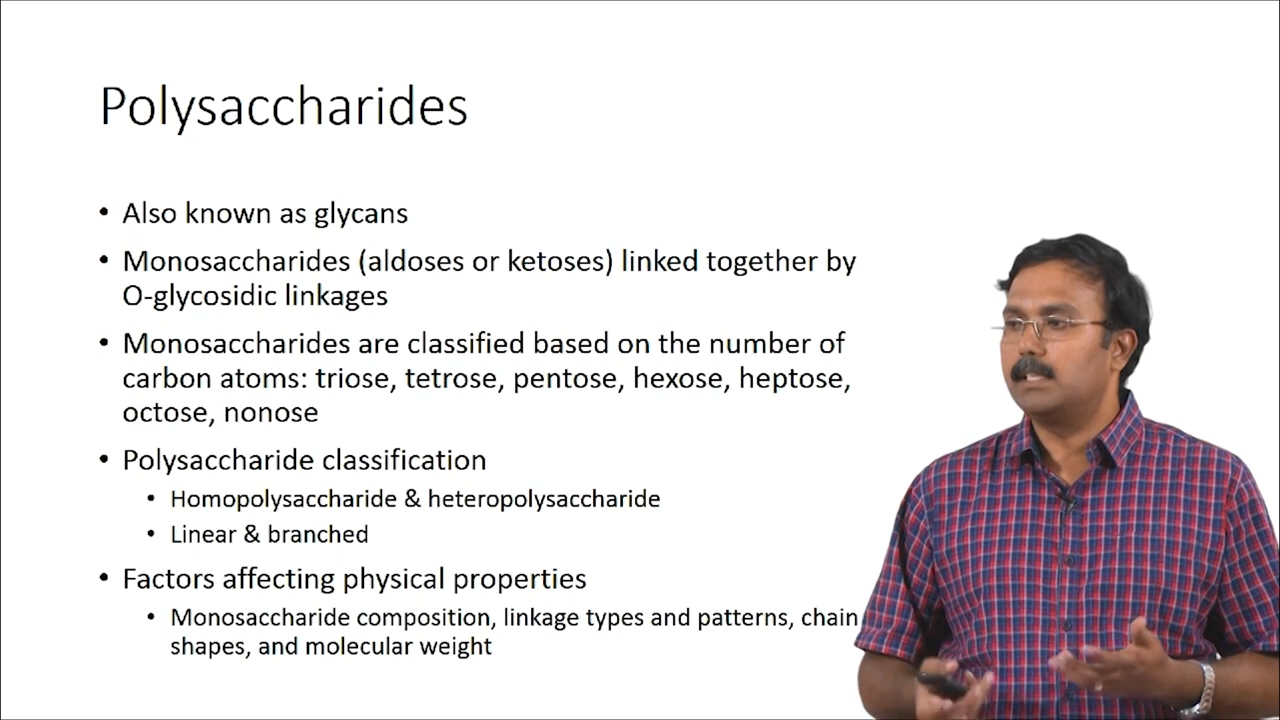 Polysaccharides
• Also known as glycans
• Monosaccharides (aldoses or ketoses) linked together by
O-glycosidic linkages
• Monosaccharides are classified based on the number of
carbon atoms: triose, tetrose, pentose, hexose, heptose,
octose, nonose
• Polysaccharide classification
• Homopolysaccharide & heteropolysaccharide
• Linear & branched
• Factors affecting physical properties
• Monosaccharide composition, linkage types and patterns, chain
shapes, and molecular weight